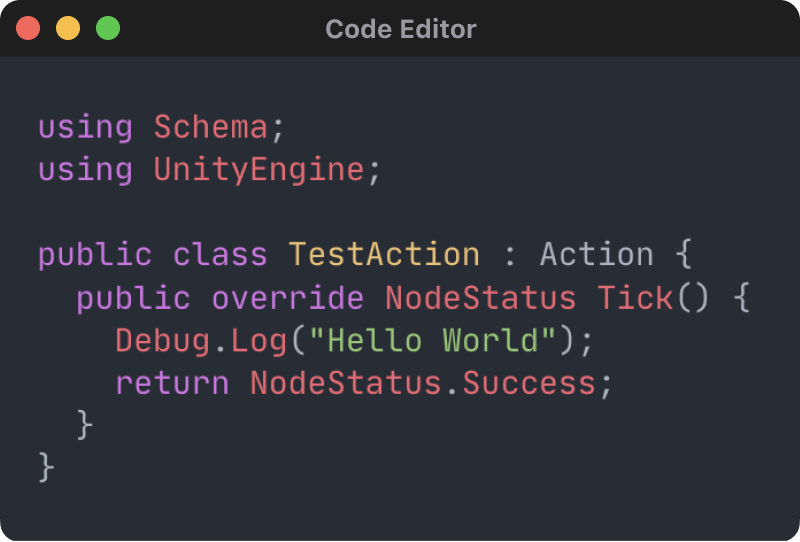 Code Editor
using Schema;
using UnityEngine;
public class TestAction : Action {
public override NodeStatus Tick() {
Debug.Log("Hello World");
return NodeStatus.Success;
}
}